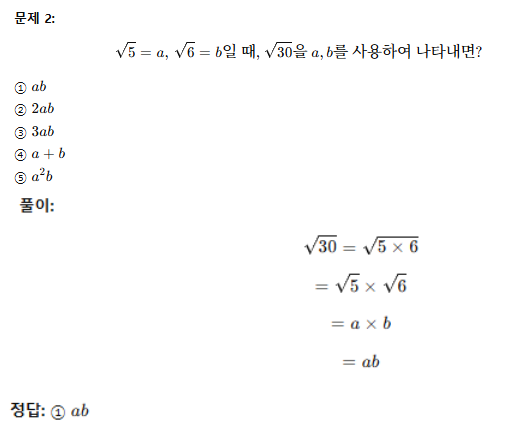 문제 2:
√5 = a, √6 = b일 때, √30을 a, b를 사용하여 나타내면?
① ab
② 2ab
③ 3ab
④ a + b
⑤ a²b
풀이:
√30 = √(5 × 6)
= √5 × √6
= a × b
= ab
정답: ① ab